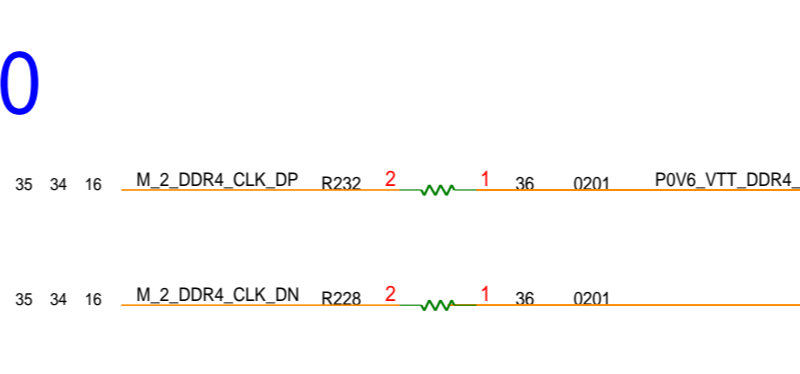 0
35 34 16 M_2_DDR4_CLK_DP R232 2 1 36 0201 P0V6_VTT_DDR4_
35 34 16 M_2_DDR4_CLK_DN R228 2 1 36 0201